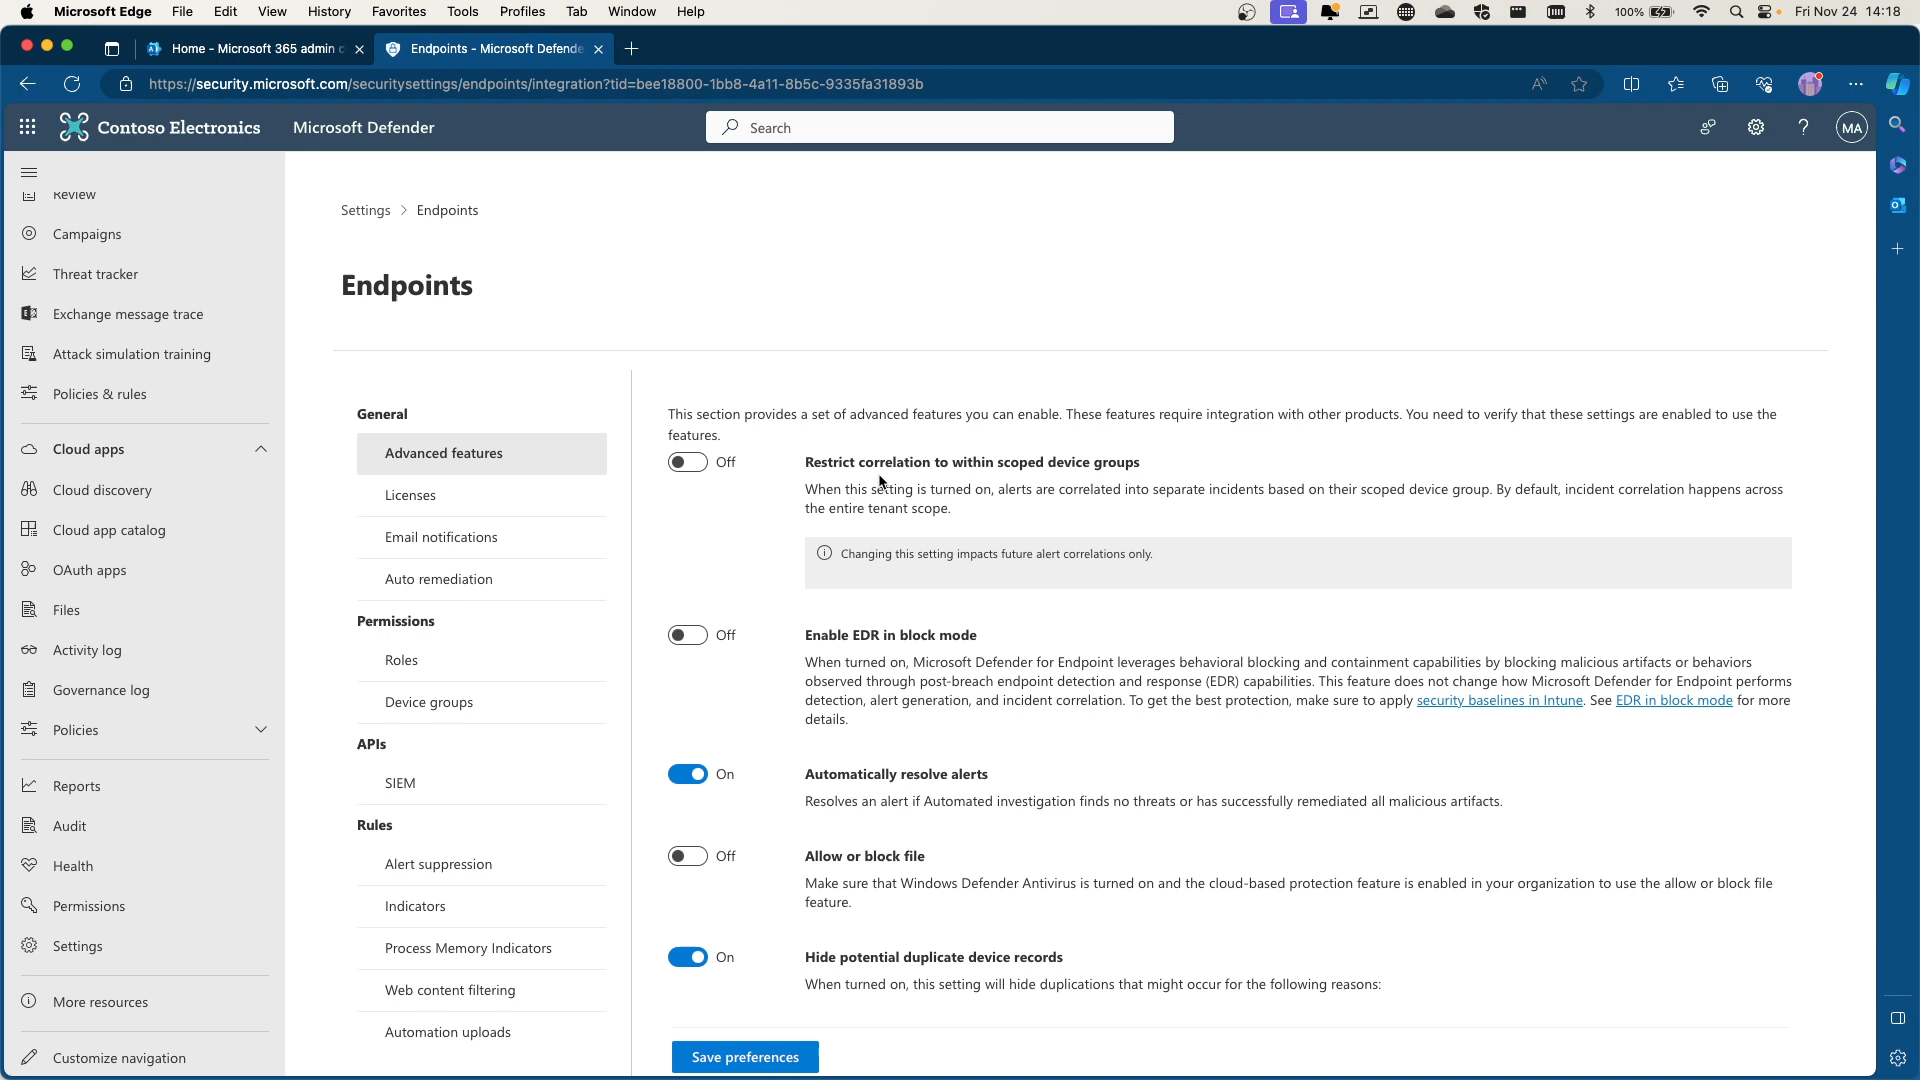 Microsoft Edge File Edit View History Favorites Tools Profiles Tab Window Help 100% Fri Nov 24 14:18
Home - Microsoft 365 admin c Endpoints - Microsoft Defende
https://security.microsoft.com/securitysettings/endpoints/integration?tid=bee18800-1bb8-4a11-8b5c-9335fa31893b
Contoso Electronics Microsoft Defender Search MA
Review
Campaigns
Threat tracker
Exchange message trace
Attack simulation training
Policies & rules
Cloud apps
Cloud discovery
Cloud app catalog
OAuth apps
Files
Activity log
Governance log
Policies
Reports
Audit
Health
Permissions
Settings
More resources
Customize navigation
Settings > Endpoints
Endpoints
General
Advanced features
Licenses
Email notifications
Auto remediation
Permissions
Roles
Device groups
APIs
SIEM
Rules
Alert suppression
Indicators
Process Memory Indicators
Web content filtering
Automation uploads
This section provides a set of advanced features you can enable. These features require integration with other products. You need to verify that these settings are enabled to use the
features.
Off Restrict correlation to within scoped device groups
When this setting is turned on, alerts are correlated into separate incidents based on their scoped device group. By default, incident correlation happens across
the entire tenant scope.
Changing this setting impacts future alert correlations only.
Off Enable EDR in block mode
When turned on, Microsoft Defender for Endpoint leverages behavioral blocking and containment capabilities by blocking malicious artifacts or behaviors
observed through post-breach endpoint detection and response (EDR) capabilities. This feature does not change how Microsoft Defender for Endpoint performs
detection, alert generation, and incident correlation. To get the best protection, make sure to apply security baselines in Intune. See EDR in block mode for more
details.
On Automatically resolve alerts
Resolves an alert if Automated investigation finds no threats or has successfully remediated all malicious artifacts.
Off Allow or block file
Make sure that Windows Defender Antivirus is turned on and the cloud-based protection feature is enabled in your organization to use the allow or block file
feature.
On Hide potential duplicate device records
When turned on, this setting will hide duplications that might occur for the following reasons:
Save preferences